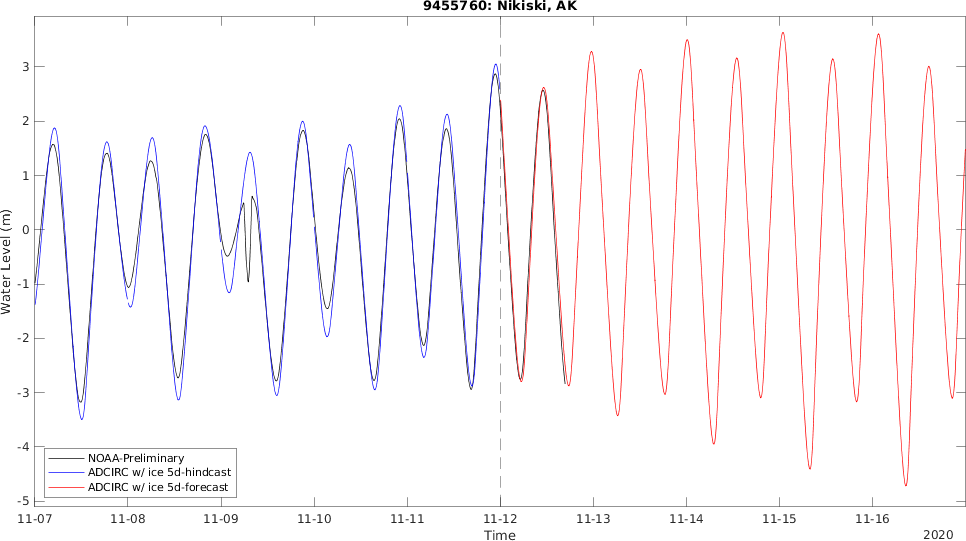 9455760: Nikiski, AK
3
2
1
0
-1
-2
-3
-4
-5
Water Level (m)
NOAA-Preliminary
ADCIRC w/ ice 5d-hindcast
ADCIRC w/ ice 5d-forecast
11-07 11-08 11-09 11-10 11-11 11-12 11-13 11-14 11-15 11-16
Time
2020